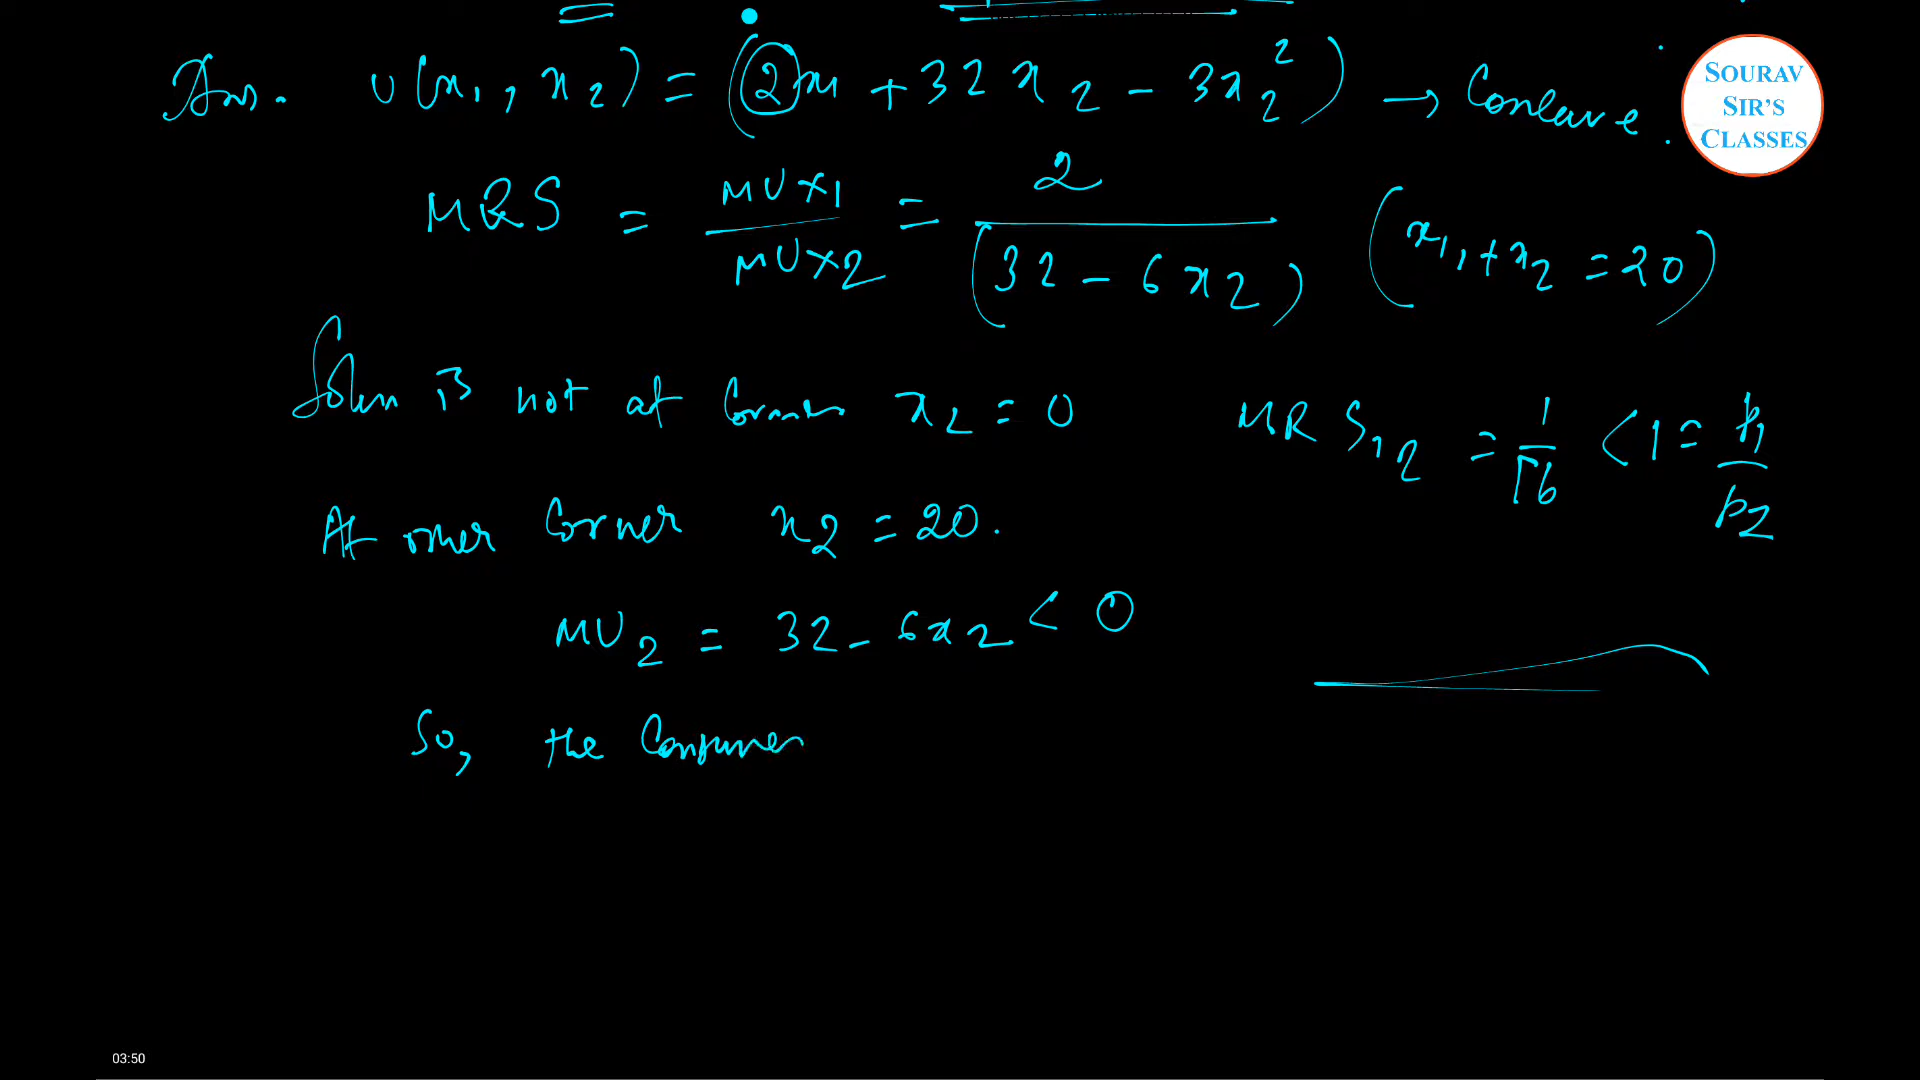 Ans. U(x₁, x₂) = (2x₁ + 32x₂ - 3x₂²) → Concave.
SOURAV
SIR'S
CLASSES
MRS = MUX1 / MUX2 = 2 / (32 - 6x₂) (x₁ + x₂ = 20)
Soln is not at Corner x₂ = 0 MRS₁₂ = 1/16 < 1 = p₁/p₂
At other Corner x₂ = 20.
MU₂ = 32 - 6x₂ < 0
So, the Consumer
03:50